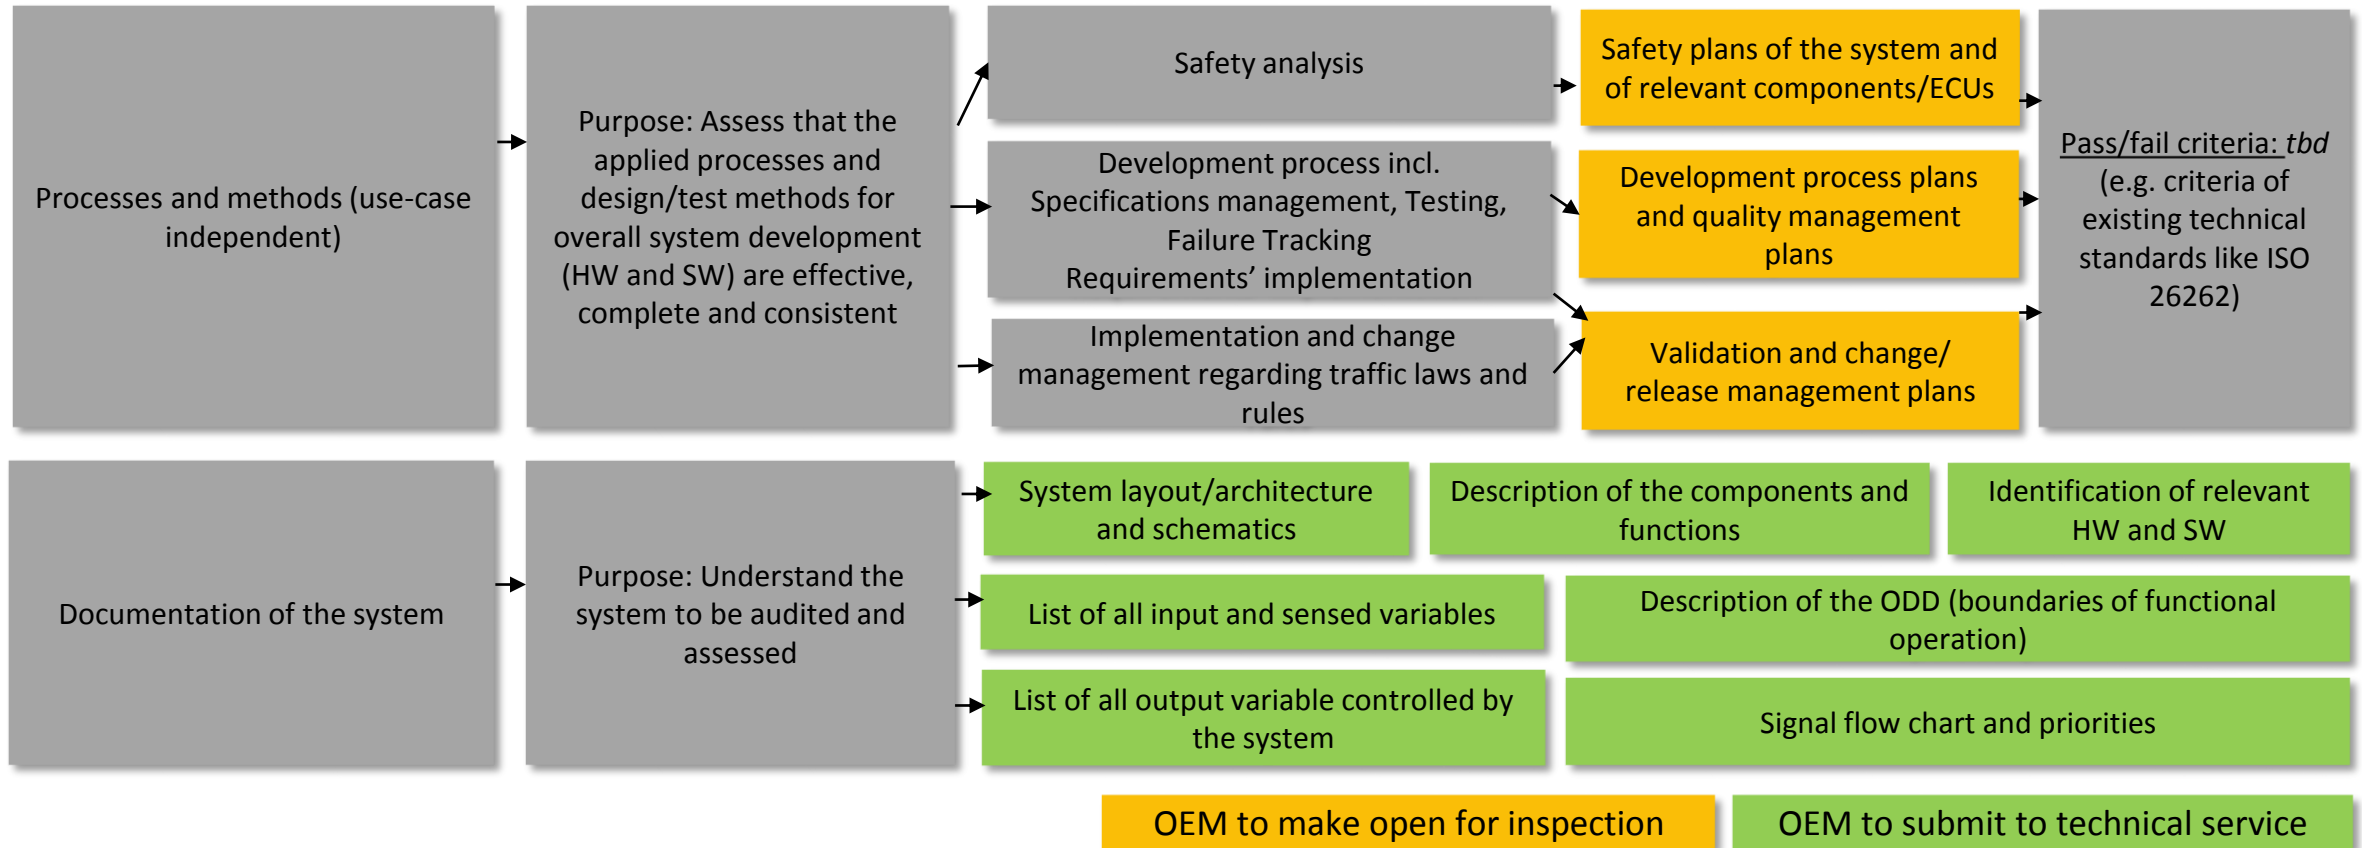 Processes and methods (use-case
independent)
Purpose: Assess that the
applied processes and
design/test methods for
overall system development
(HW and SW) are effective,
complete and consistent
Safety analysis
Development process incl.
Specifications management, Testing,
Failure Tracking
Requirements’ implementation
Implementation and change
management regarding traffic laws and
rules
Safety plans of the system and
of relevant components/ECUs
Development process plans
and quality management
plans
Validation and change/
release management plans
Pass/fail criteria: tbd
(e.g. criteria of
existing technical
standards like ISO
26262)
Documentation of the system
Purpose: Understand the
system to be audited and
assessed
System layout/architecture
and schematics
Description of the components and
functions
Identification of relevant
HW and SW
List of all input and sensed variables
Description of the ODD (boundaries of functional
operation)
List of all output variable controlled by
the system
Signal flow chart and priorities
OEM to make open for inspection
OEM to submit to technical service